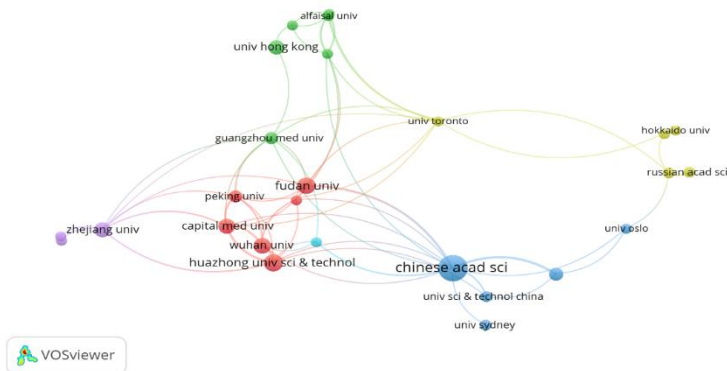 alfaisal univ
univ hong kong
univ toronto
hokkaido univ
guangzhou med univ
russian acad sci
fudan univ
peking univ
capital med univ
zhejiang univ
univ oslo
wuhan univ
huazhong univ sci & technol
chinese acad sci
univ sci & technol china
univ sydney
VOSviewer